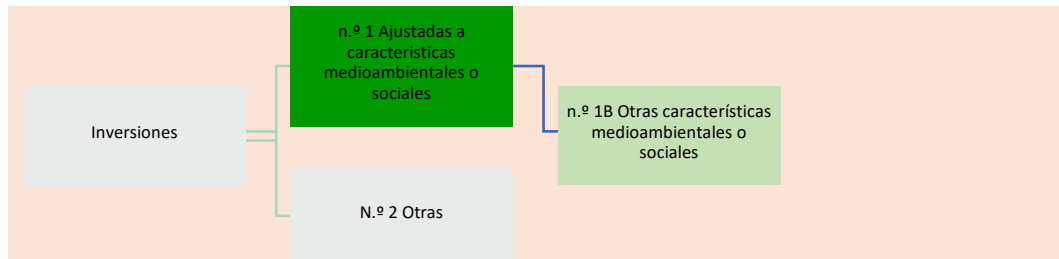 n.º 1 Ajustadas a
caracteristicas
medioambientales o
sociales
Inversiones
n.º 1B Otras características
medioambientales o
sociales
N.º 2 Otras